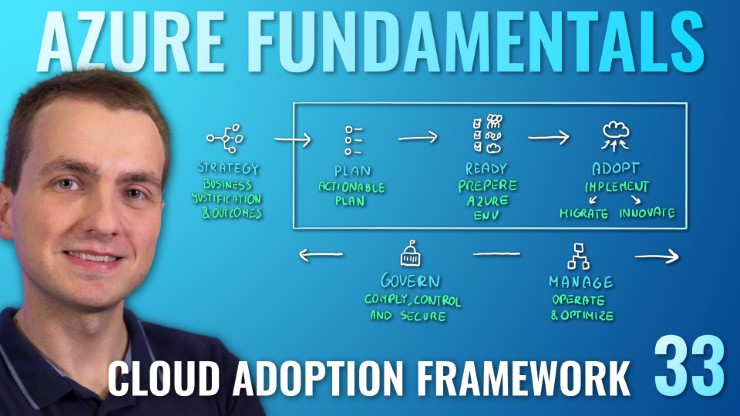 AZURE FUNDAMENTALS
STRATEGY
BUSINESS
JUSTIFICATION
& OUTCOMES
PLAN
ACTIONABLE
PLAN
READY
PREPERE
AZURE
ENV
ADOPT
IMPLEMENT
MIGRATE INNOVATE
GOVERN
COMPLY, CONTROL
AND SECURE
MANAGE
OPERATE
& OPTIMIZE
CLOUD ADOPTION FRAMEWORK 33